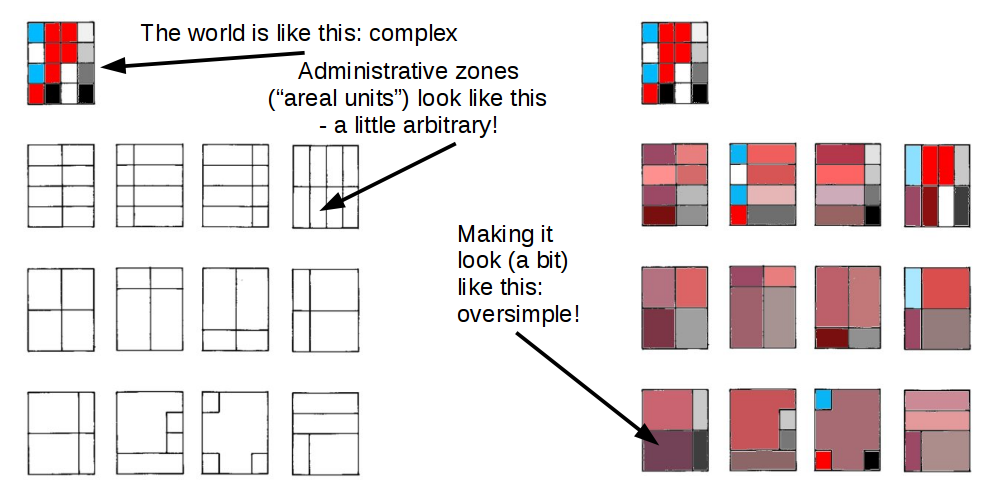 The world is like this: complex
Administrative zones
(“areal units”) look like this
- a little arbitrary!
Making it
look (a bit)
like this:
oversimple!